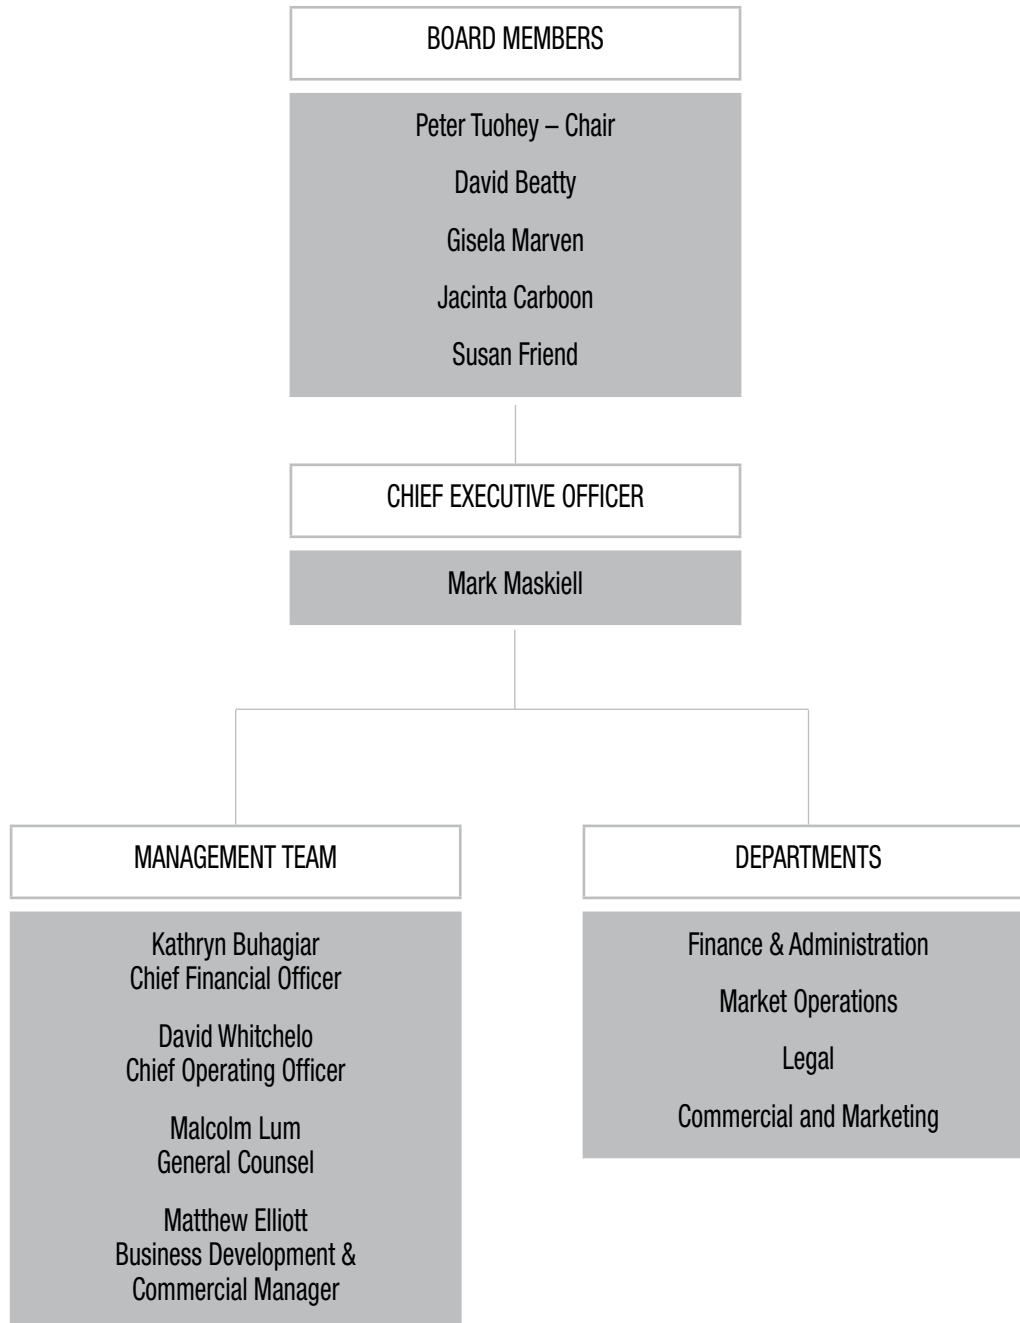 BOARD MEMBERS
Peter Tuohey – Chair
David Beatty
Gisela Marven
Jacinta Carboon
Susan Friend
CHIEF EXECUTIVE OFFICER
Mark Maskiell
MANAGEMENT TEAM
Kathryn Buhagiar
Chief Financial Officer
David Whitchelo
Chief Operating Officer
Malcolm Lum
General Counsel
Matthew Elliott
Business Development &
Commercial Manager
DEPARTMENTS
Finance & Administration
Market Operations
Legal
Commercial and Marketing